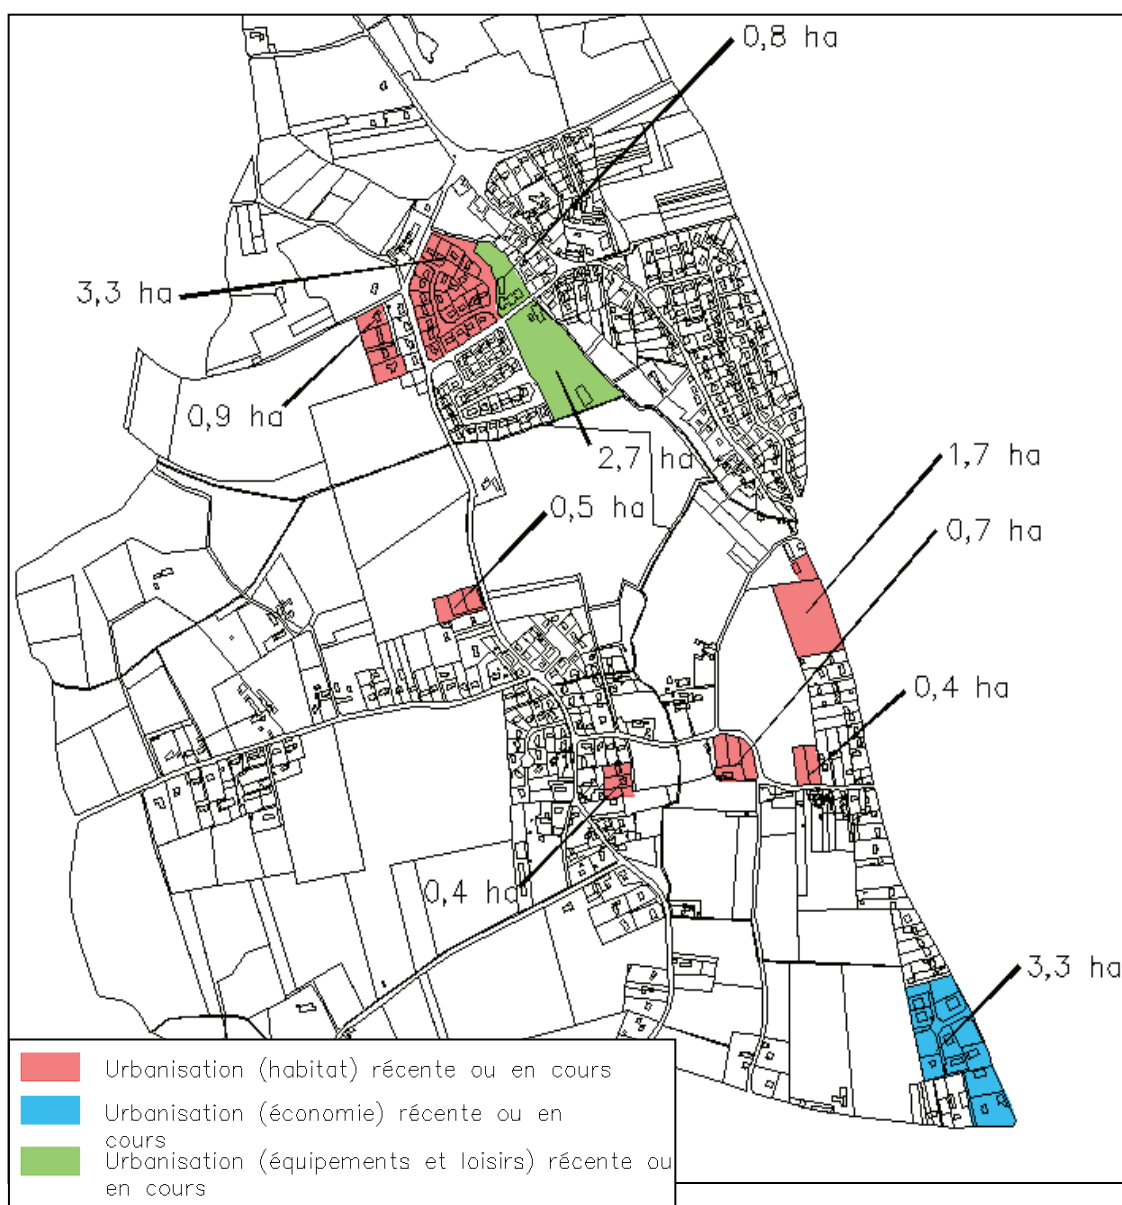 0,8 ha
3,3 ha
0,9 ha
2,7 ha
1,7 ha
0,5 ha
0,7 ha
0,4 ha
0,4 ha
3,3 ha
Urbanisation (habitat) récente ou en cours
Urbanisation (économie) récente ou en
cours
Urbanisation (équipements et loisirs) récente ou
en cours